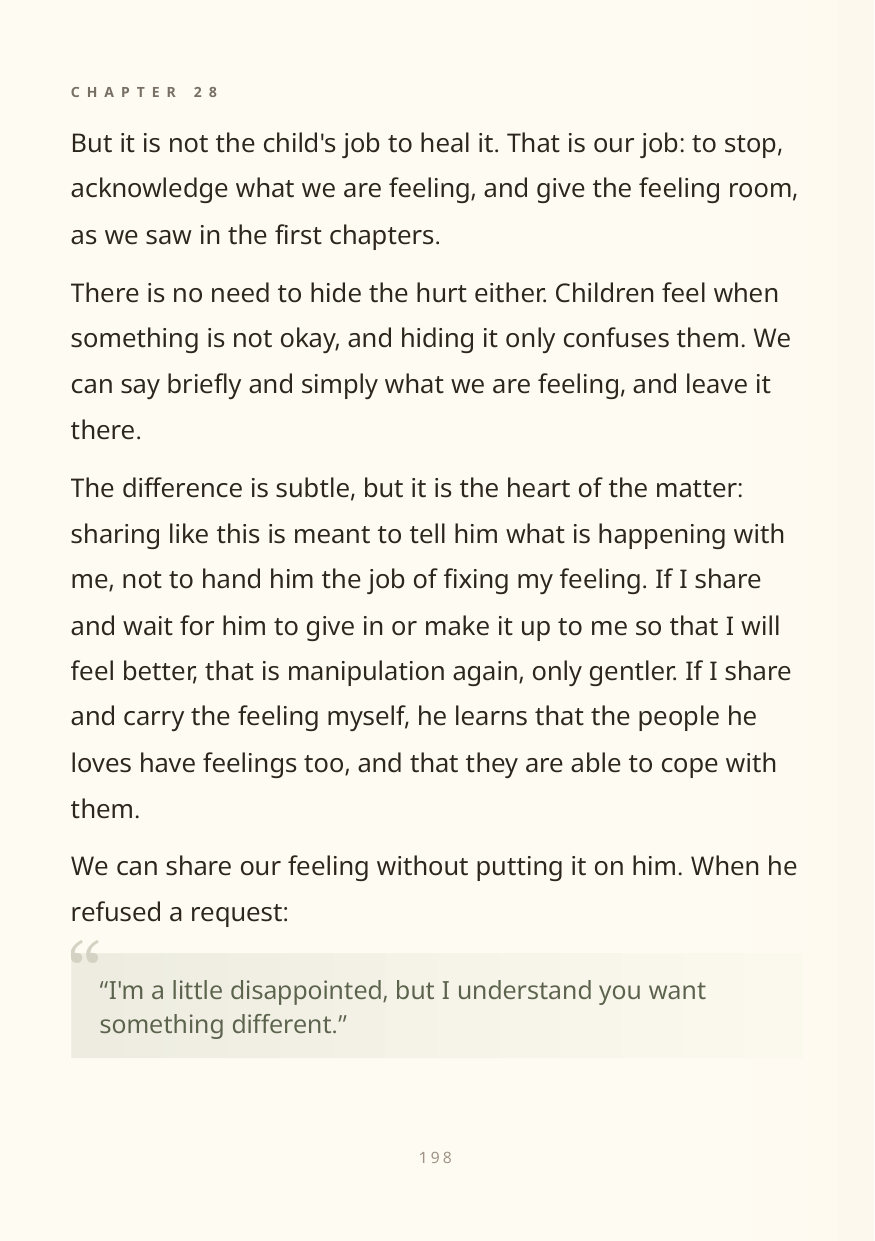 CHAPTER 28
But it is not the child's job to heal it. That is our job: to stop,
acknowledge what we are feeling, and give the feeling room,
as we saw in the first chapters.
There is no need to hide the hurt either. Children feel when
something is not okay, and hiding it only confuses them. We
can say briefly and simply what we are feeling, and leave it
there.
The difference is subtle, but it is the heart of the matter:
sharing like this is meant to tell him what is happening with
me, not to hand him the job of fixing my feeling. If I share
and wait for him to give in or make it up to me so that I will
feel better, that is manipulation again, only gentler. If I share
and carry the feeling myself, he learns that the people he
loves have feelings too, and that they are able to cope with
them.
We can share our feeling without putting it on him. When he
refused a request:
“
“I'm a little disappointed, but I understand you want
something different.”
198